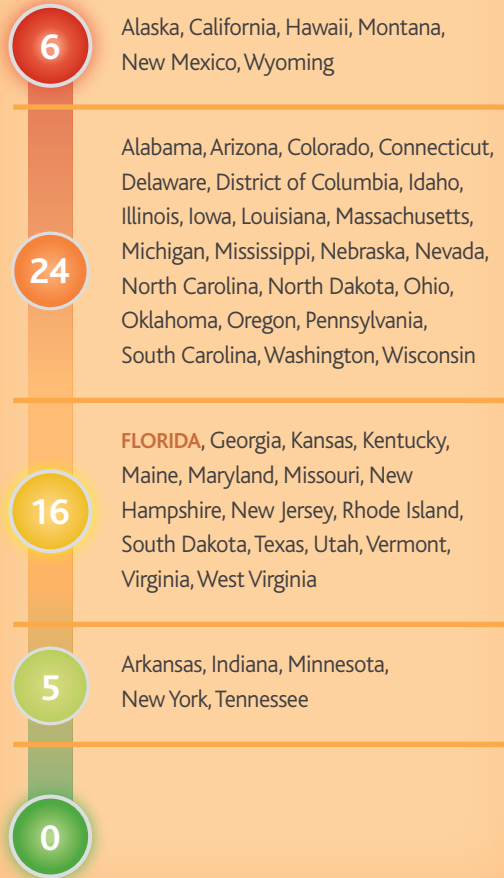 6
Alaska, California, Hawaii, Montana,
New Mexico, Wyoming
24
Alabama, Arizona, Colorado, Connecticut,
Delaware, District of Columbia, Idaho,
Illinois, Iowa, Louisiana, Massachusetts,
Michigan, Mississippi, Nebraska, Nevada,
North Carolina, North Dakota, Ohio,
Oklahoma, Oregon, Pennsylvania,
South Carolina, Washington, Wisconsin
16
FLORIDA, Georgia, Kansas, Kentucky,
Maine, Maryland, Missouri, New
Hampshire, New Jersey, Rhode Island,
South Dakota, Texas, Utah, Vermont,
Virginia, West Virginia
5
Arkansas, Indiana, Minnesota,
New York, Tennessee
0